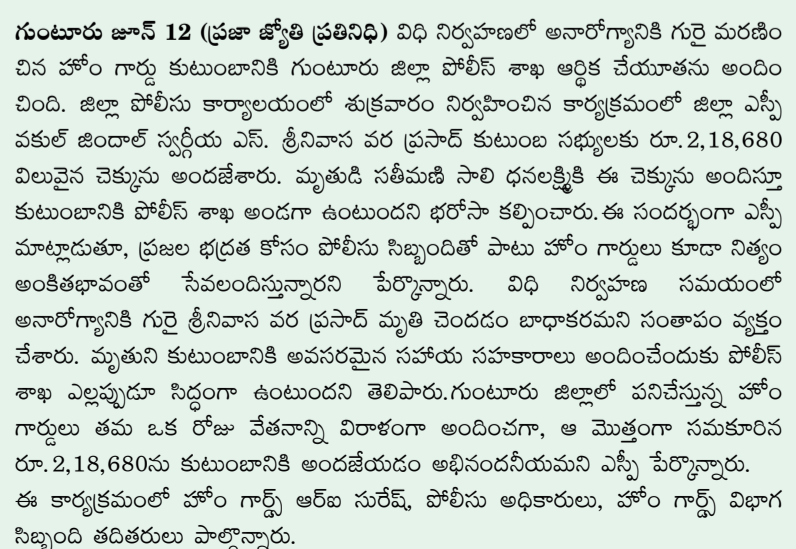 గుంటూరు జూన్ 12 (ప్రజా జ్యోతి ప్రతినిధి) విధి నిర్వహణలో అనారోగ్యానికి గురై మరణిం
చిన హోం గార్డు కుటుంబానికి గుంటూరు జిల్లా పోలీస్ శాఖ ఆర్థిక చేయూతను అందిం
చింది. జిల్లా పోలీసు కార్యాలయంలో శుక్రవారం నిర్వహించిన కార్యక్రమంలో జిల్లా ఎస్పీ
వకుల్ జిందాల్ స్వర్గీయ ఎస్. శ్రీనివాస వర ప్రసాద్ కుటుంబ సభ్యులకు రూ.2,18,680
విలువైన చెక్కును అందజేశారు. మృతుడి సతీమణి సాలి ధనలక్ష్మికి ఈ చెక్కును అందిస్తూ
కుటుంబానికి పోలీస్ శాఖ అండగా ఉంటుందని భరోసా కల్పించారు.ఈ సందర్భంగా ఎస్పీ
మాట్లాడుతూ, ప్రజల భద్రత కోసం పోలీసు సిబ్బందితో పాటు హోం గార్డులు కూడా నిత్యం
అంకితభావంతో సేవలందిస్తున్నారని పేర్కొన్నారు. విధి నిర్వహణ సమయంలో
అనారోగ్యానికి గురై శ్రీనివాస వర ప్రసాద్ మృతి చెందడం బాధాకరమని సంతాపం వ్యక్తం
చేశారు. మృతుని కుటుంబానికి అవసరమైన సహాయ సహకారాలు అందించేందుకు పోలీస్
శాఖ ఎల్లప్పుడూ సిద్ధంగా ఉంటుందని తెలిపారు.గుంటూరు జిల్లాలో పనిచేస్తున్న హోం
గార్డులు తమ ఒక రోజు వేతనాన్ని విరాళంగా అందించగా, ఆ మొత్తంగా సమకూరిన
రూ.2,18,680ను కుటుంబానికి అందజేయడం అభినందనీయమని ఎస్పీ పేర్కొన్నారు.
ఈ కార్యక్రమంలో హోం గార్డ్స్ ఆర్ఐ సురేష్, పోలీసు అధికారులు, హోం గార్డ్స్ విభాగ
సిబ్బంది తదితరులు పాల్గొన్నారు.